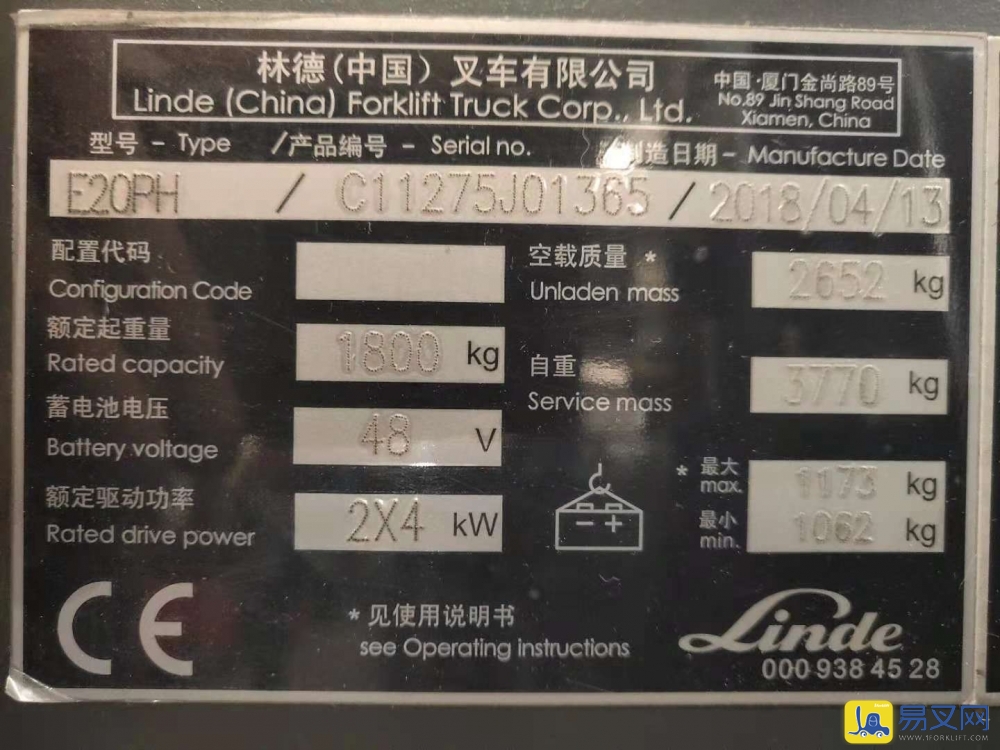 林德(中国)叉车有限公司
Linde (China) Forklift Truck Corp., Ltd.
中国·厦门金尚路89号
No.89 Jin Shang Road
Xiamen, China
型号 - Type /产品编号 - Serial no. 制造日期 - Manufacture Date
E20PH / C11275J01365 / 2018/04/13
配置代码
Configuration Code
空载质量 *
Unladen mass
2652 kg
额定起重量
Rated capacity
1800 kg
自重
Service mass
3770 kg
蓄电池电压
Battery voltage
48 V
额定驱动功率
Rated drive power
2X4 kW
- +
* 最大
max.
1173 kg
最小
min.
1062 kg
CE
* 见使用说明书
see Operating instructions
Linde
000 938 45 28
易叉网
WWW.1FORKLIFT.COM